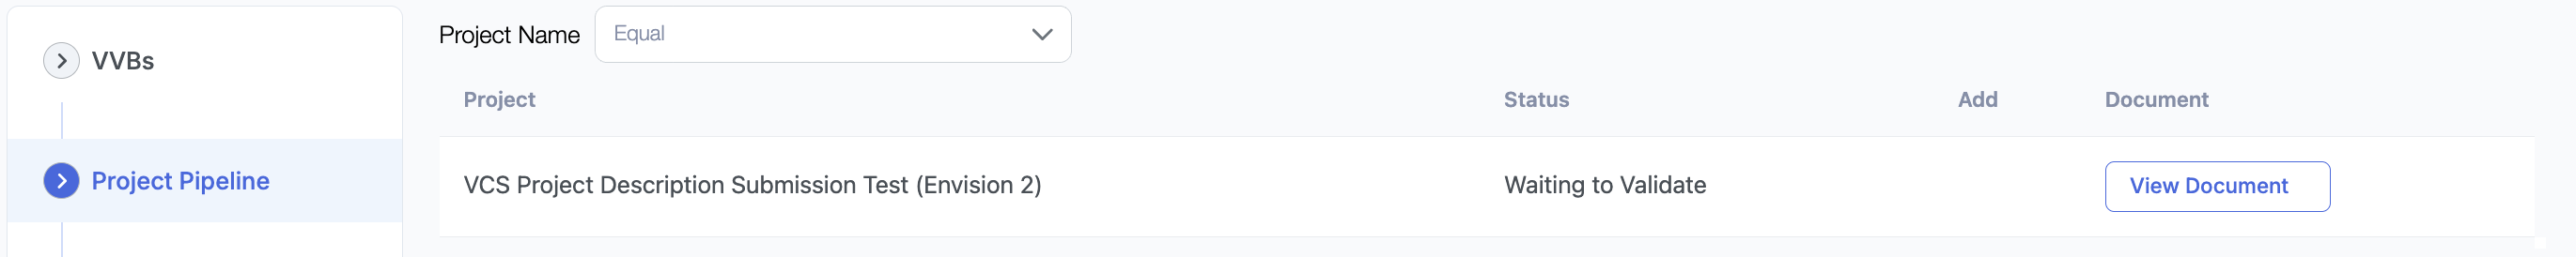 VVBs
Project Pipeline
Project Name Equal
Project Status Add Document
VCS Project Description Submission Test (Envision 2) Waiting to Validate View Document